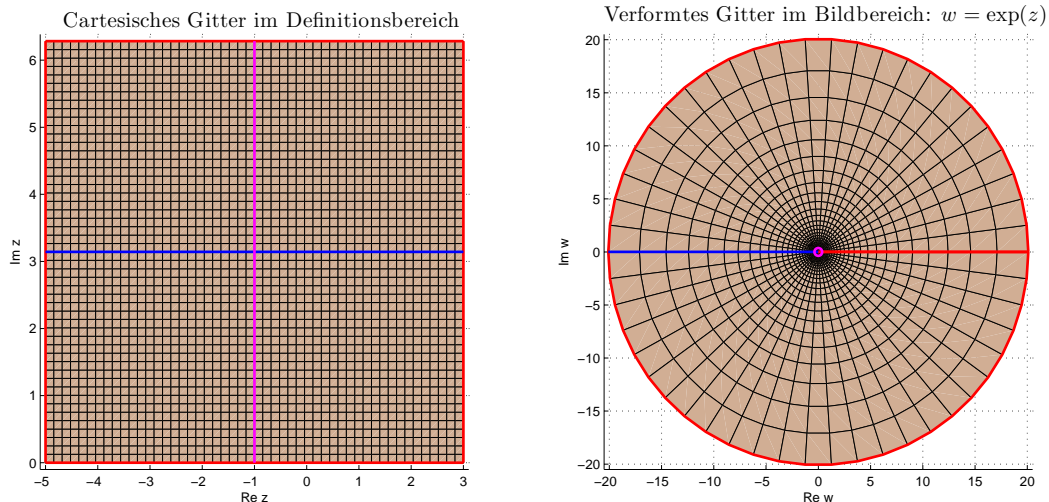 Cartesisches Gitter im Definitionsbereich
6
5
4
3
2
1
0
Im z
−5 −4 −3 −2 −1 0 1 2 3
Re z
Verformtes Gitter im Bildbereich: w = exp(z)
20
15
10
5
0
−5
−10
−15
−20
Im w
−20 −15 −10 −5 0 5 10 15 20
Re w